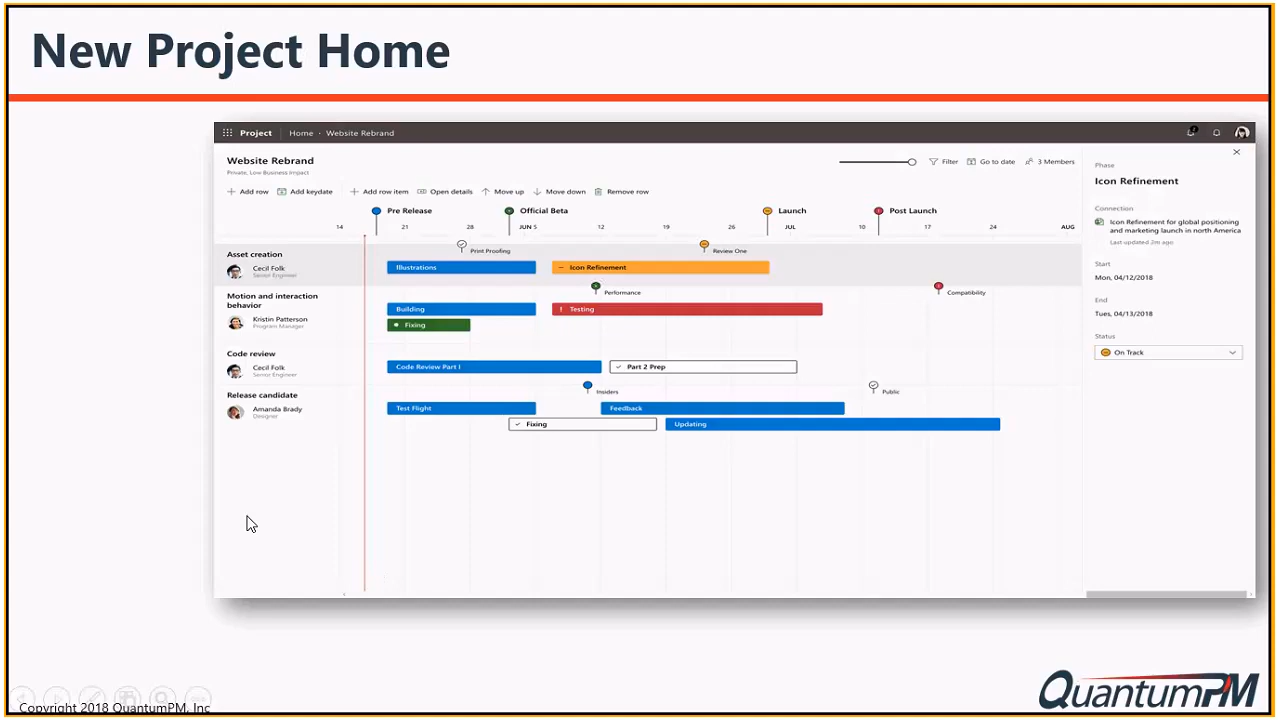 New Project Home
Project Home · Website Rebrand
Website Rebrand
Private, Low-Business Impact
Filter Go to date 3 Members
Add row Add keydate Add row item Open details Move up Move down Remove row
Pre Release Official Beta Launch Post Launch
14 21 28 JUN 5 12 19 26 JUL 10 17 24 AUG
Print Proofing Review One
Asset creation
Cecil Folk
Senior Engineer
Illustrations Icon Refinement
Performance Compatibility
Motion and interaction
behavior
Kristin Patterson
Program Manager
Building Testing
Fixing
Code review
Cecil Folk
Senior Engineer
Code Review Part I Part 2 Prep
Insiders Public
Release candidate
Amanda Brady
Designer
Test Flight Feedback
Fixing Updating
Phase
Icon Refinement
Connection
Icon Refinement for global positioning
and marketing launch in north America
Last updated 3m ago
Start
Mon, 04/12/2018
End
Tues, 04/13/2018
Status
On Track
Copyright 2018 QuantumPM, Inc
QuantumPM